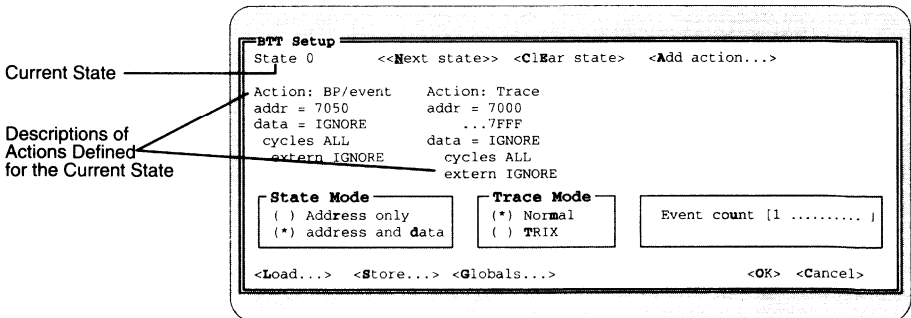 BTT Setup
State 0 <<Next state>> <ClEar state> <Add action...>
Current State
Action: BP/event Action: Trace
addr = 7050 addr = 7000
data = IGNORE ...7FFF
cycles ALL data = IGNORE
extern IGNORE cycles ALL
extern IGNORE
Descriptions of
Actions Defined
for the Current State
State Mode Trace Mode
( ) Address only (*) Normal Event count [1 .......... ]
(*) address and data ( ) TRIX
<Load...> <Store...> <Globals...> <OK> <Cancel>